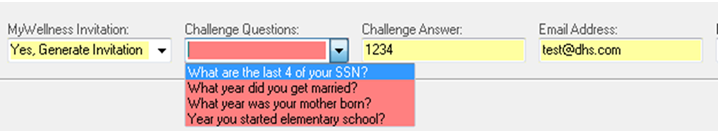 MyWellness Invitation: Challenge Questions: Challenge Answer: Email Address:
Yes, Generate Invitation 1234 test@dhs.com
What are the last 4 of your SSN?
What year did you get married?
What year was your mother born?
Year you started elementary school?